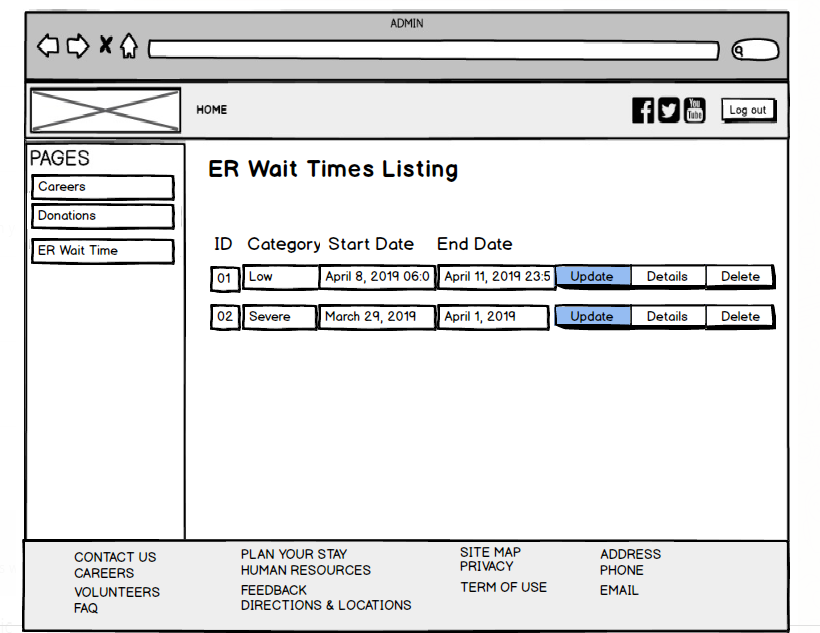 ADMIN
HOME
You
Tube
Log out
PAGES
Careers
Donations
ER Wait Time
ER Wait Times Listing
ID Category Start Date End Date
01 Low April 8, 2019 06:0 April 11, 2019 23:5 Update Details Delete
02 Severe March 29, 2019 April 1, 2019 Update Details Delete
CONTACT US
CAREERS
VOLUNTEERS
FAQ
PLAN YOUR STAY
HUMAN RESOURCES
FEEDBACK
DIRECTIONS & LOCATIONS
SITE MAP
PRIVACY
TERM OF USE
ADDRESS
PHONE
EMAIL